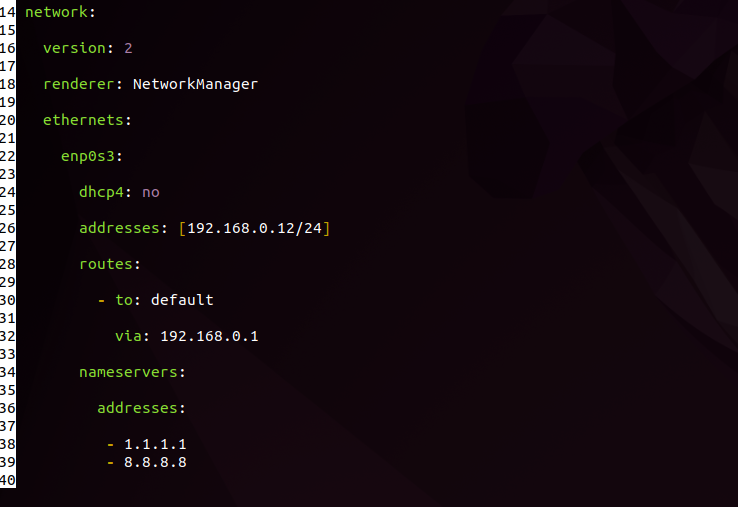 14 network:
15
16   version: 2
17
18   renderer: NetworkManager
19
20   ethernets:
21
22     enp0s3:
23
24       dhcp4: no
25
26       addresses: [192.168.0.12/24]
27
28       routes:
29
30         - to: default
31
32           via: 192.168.0.1
33
34       nameservers:
35
36         addresses:
37
38          - 1.1.1.1
39          - 8.8.8.8
40